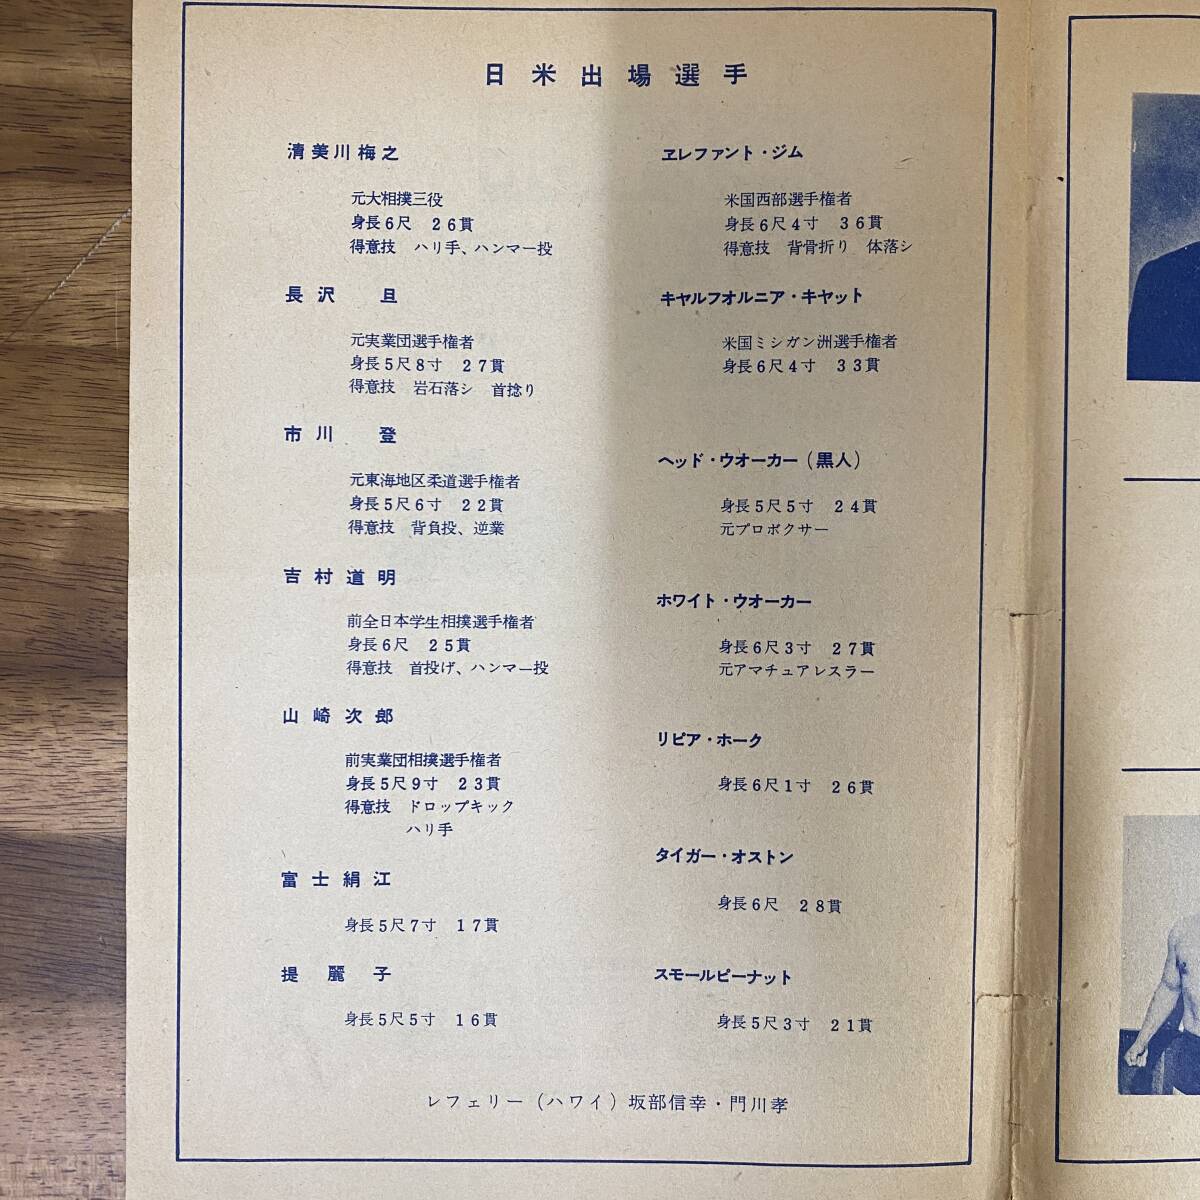 日米出場選手
清美川梅之
元大相撲三役
身長6尺 26貫
得意技 ハリ手、ハンマー投
長沢 旦
元実業団選手権者
身長5尺8寸 27貫
得意技 岩石落シ 首捻り
市川 登
元東海地区柔道選手権者
身長5尺6寸 22貫
得意技 背負投、逆業
吉村道明
前全日本学生相撲選手権者
身長6尺 25貫
得意技 首投げ、ハンマー投
山崎次郎
前実業団相撲選手権者
身長5尺9寸 23貫
得意技 ドロップキック
ハリ手
富士絹江
身長5尺7寸 17貫
提麗子
身長5尺5寸 16貫
ヱレファント・ジム
米国西部選手権者
身長6尺4寸 36貫
得意技 背骨折り 体落シ
キヤルフオルニア・キヤット
米国ミシガン洲選手権者
身長6尺4寸 33貫
ヘッド・ウオーカー(黒人)
身長5尺5寸 24貫
元プロボクサー
ホワイト・ウオーカー
身長6尺3寸 27貫
元アマチュアレスラー
リピア・ホーク
身長6尺1寸 26貫
タイガー・オストン
身長6尺 28貫
スモールピーナット
身長5尺3寸 21貫
レフェリー(ハワイ)坂部信幸・門川孝